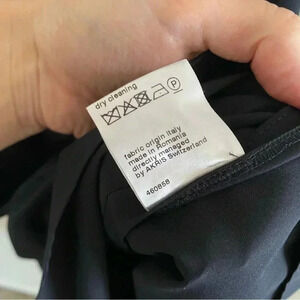 dry cleaning
P
fabric origin Italy
made in Romania
directly managed
by AKRIS Switzerland
460858